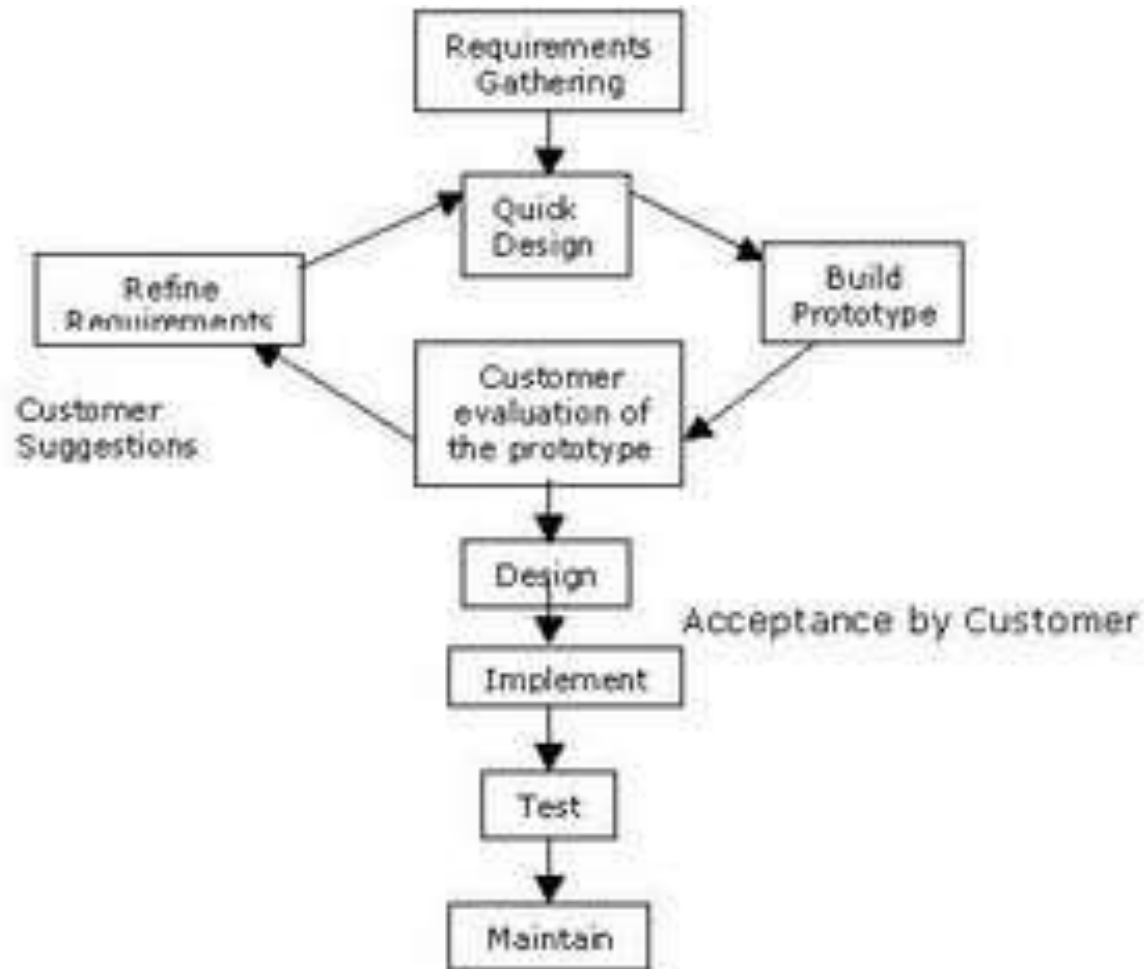 Requirements
Gathering
Quick
Design
Build
Prototype
Refine
Requirements
Customer
evaluation of
the prototype
Customer
Suggestions
Design
Acceptance by Customer
Implement
Test
Maintain